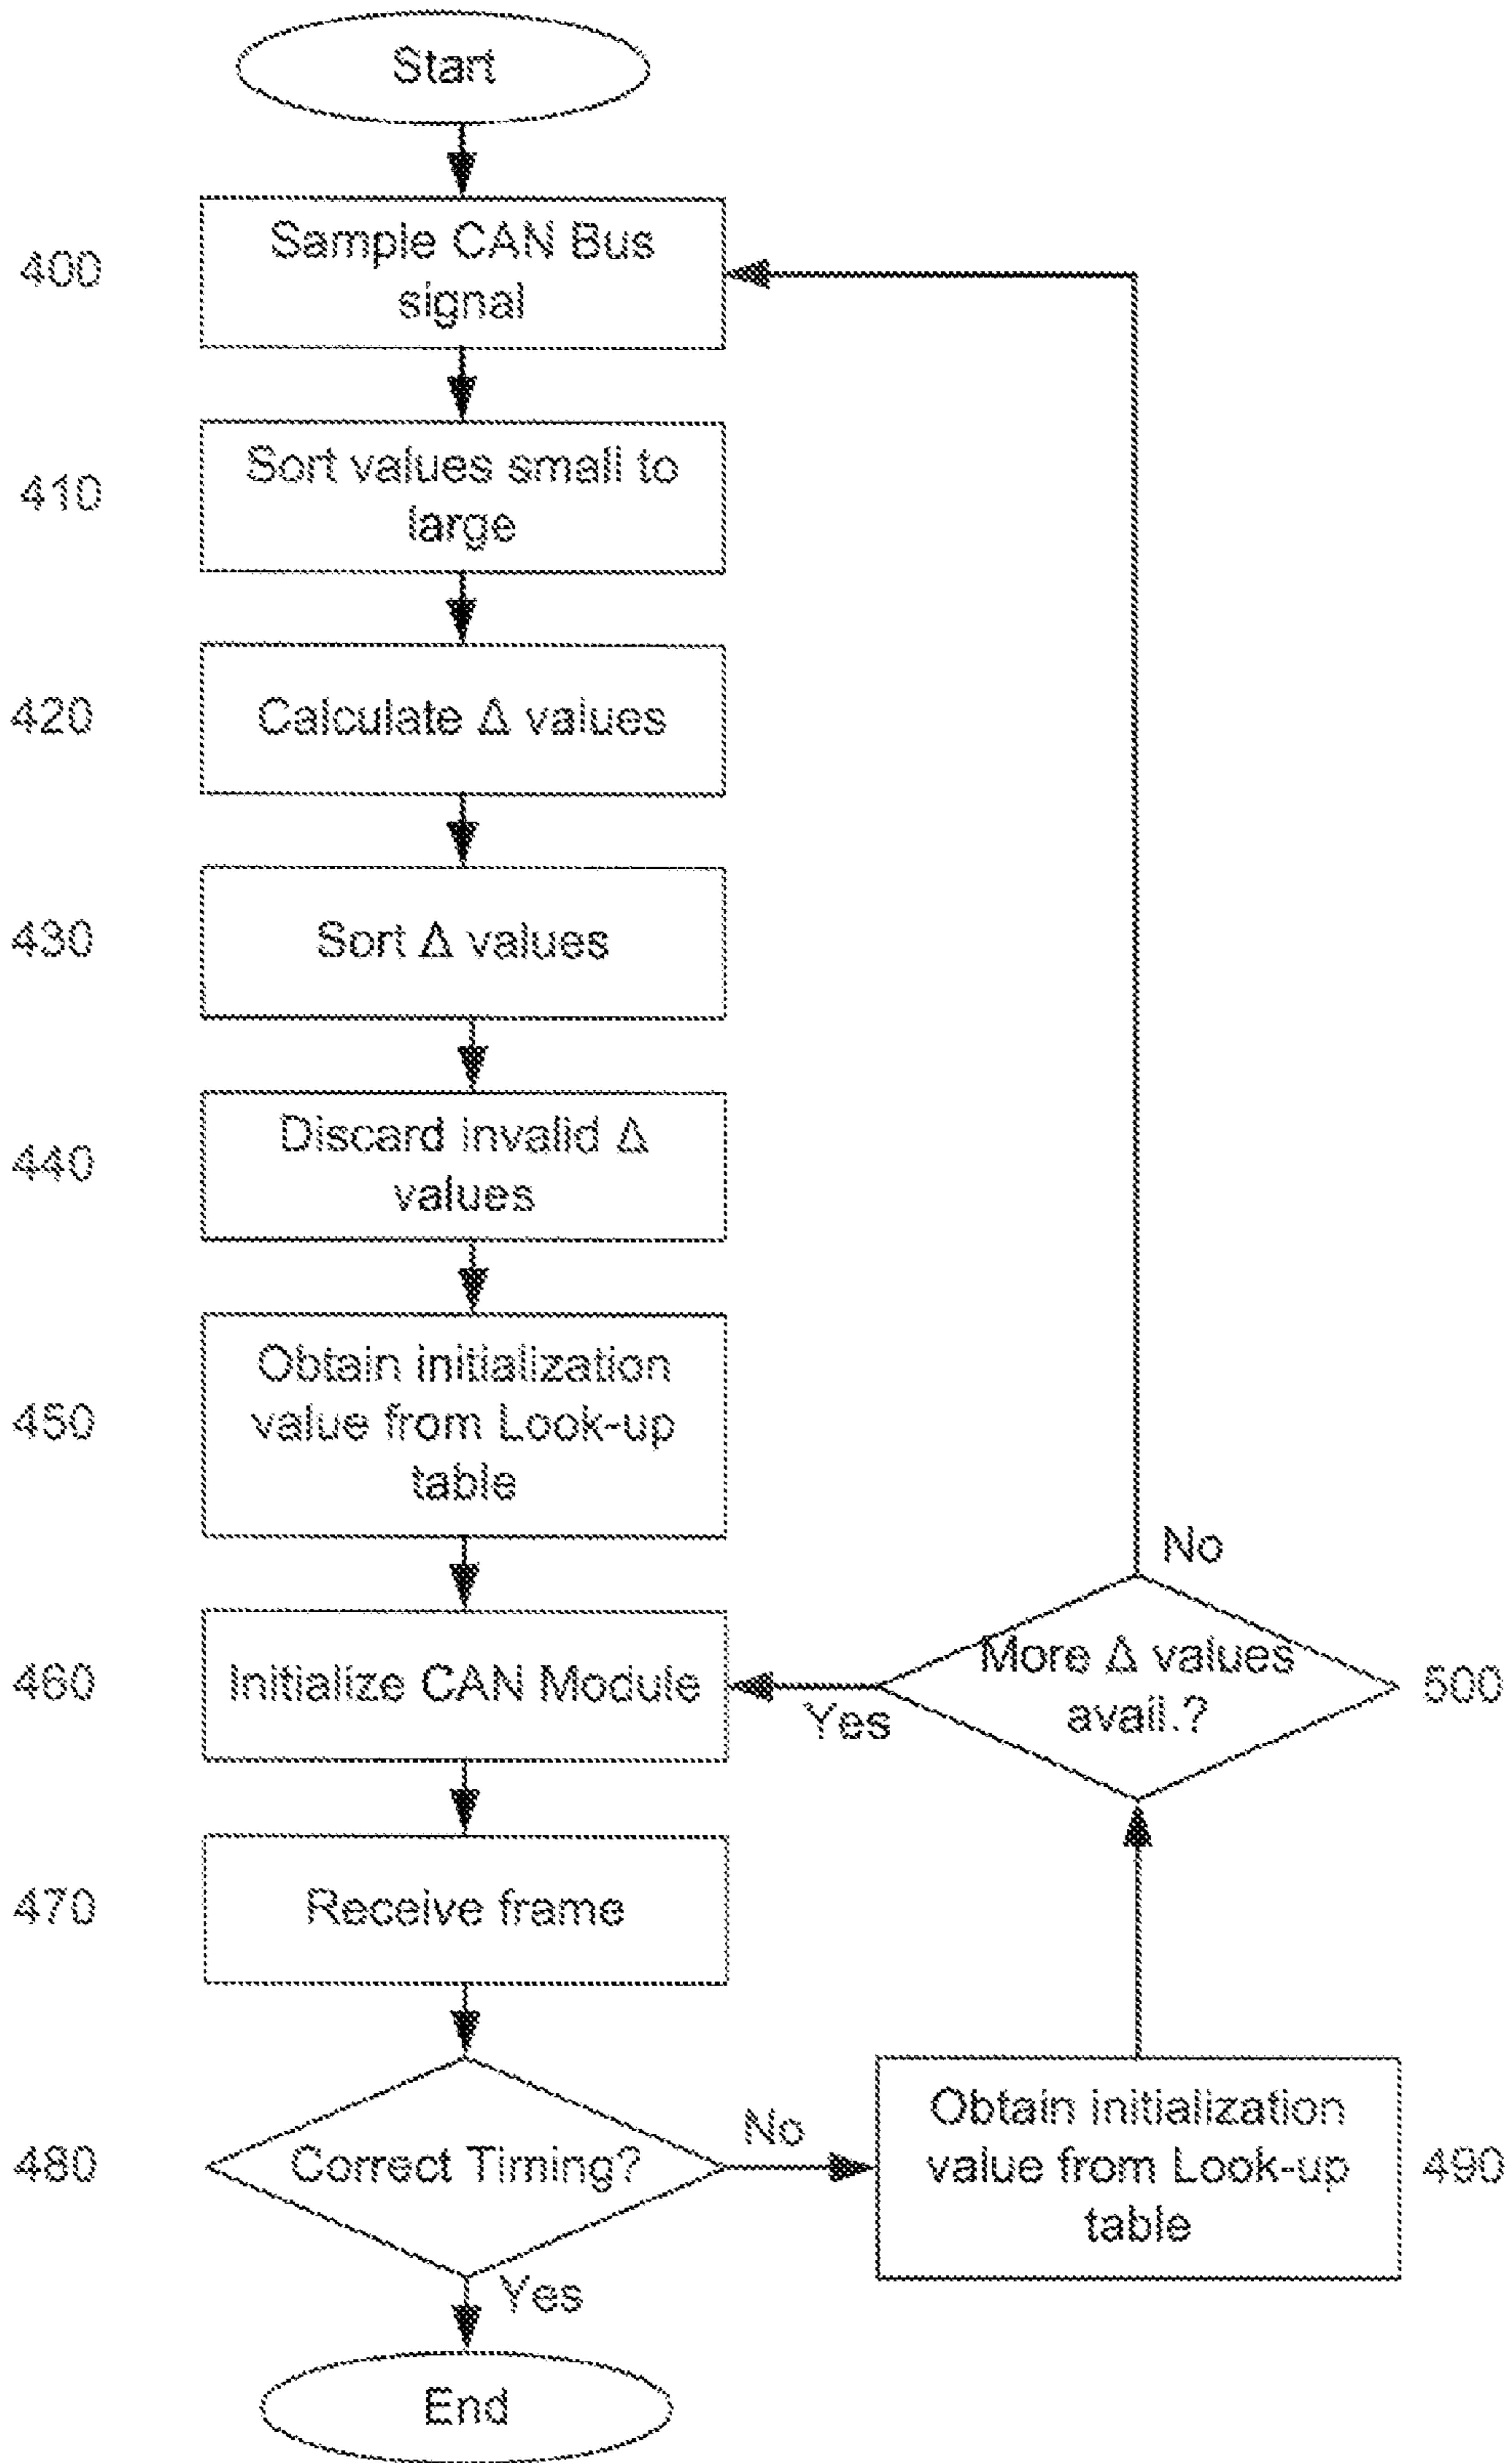 Start
400
Sample CAN Bus
signal
410
Sort values small to
large
420
Calculate Δ values
430
Sort Δ values
440
Discard invalid Δ
values
450
Obtain initialization
value from Look-up
table
No
460
Initialize CAN Module
Yes
More Δ values
avail.?
500
470
Receive frame
480
Correct Timing?
No
Obtain initialization
value from Look-up
table
490
Yes
End